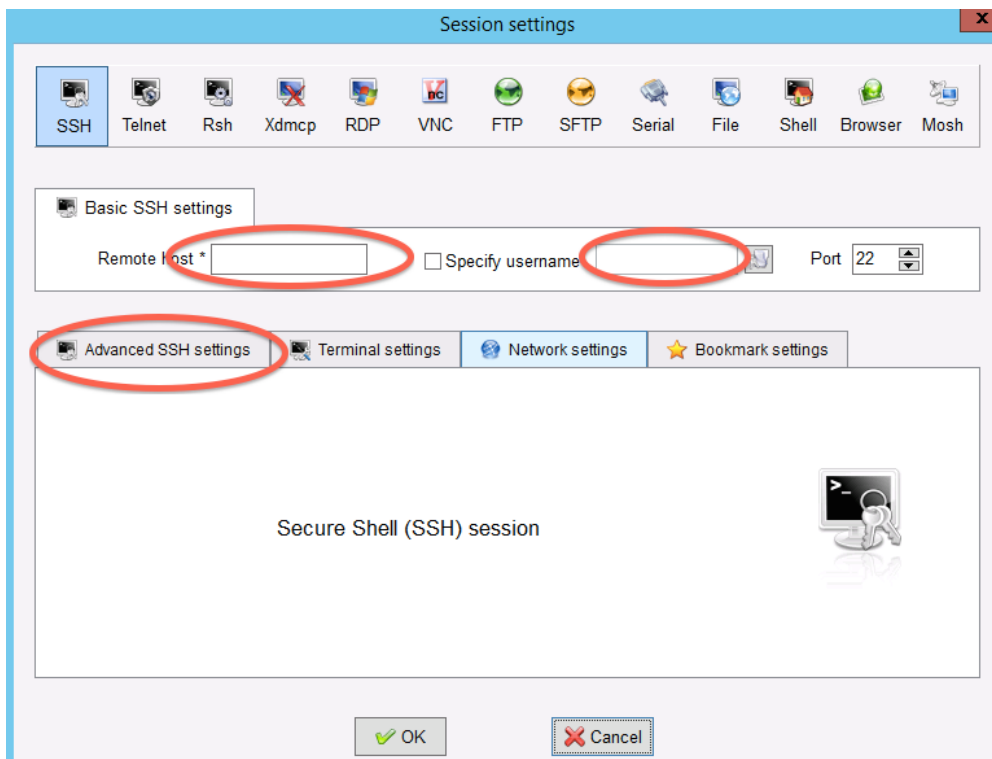 Session settings
x
SSH Telnet Rsh Xdmcp RDP VNC FTP SFTP Serial File Shell Browser Mosh
Basic SSH settings
Remote host * Specify username Port 22
Advanced SSH settings Terminal settings Network settings Bookmark settings
Secure Shell (SSH) session
>_
OK Cancel